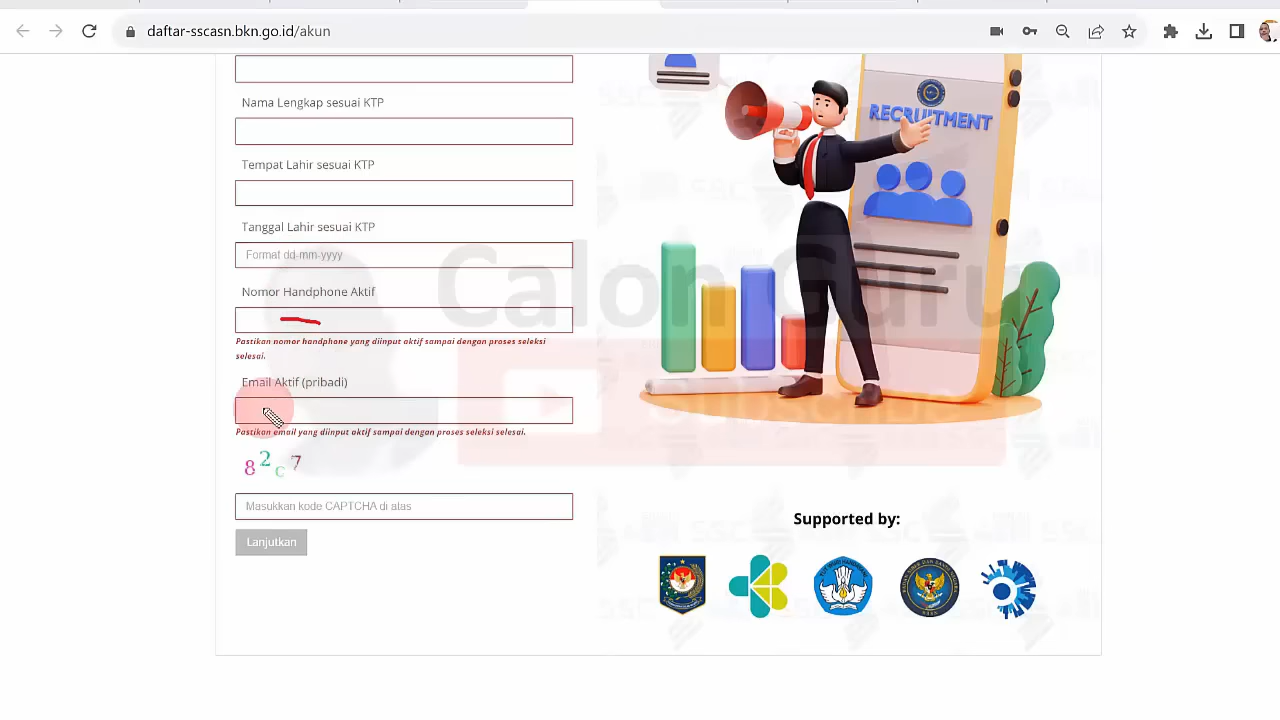 daftar-sscasn.bkn.go.id/akun
Nama Lengkap sesuai KTP
Tempat Lahir sesuai KTP
Tanggal Lahir sesuai KTP
Format dd-mm-yyyy
Nomor Handphone Aktif
Pastikan nomor handphone yang diinput aktif sampai dengan proses seleksi
selesai.
Email Aktif (pribadi)
Pastikan email yang diinput aktif sampai dengan proses seleksi selesai.
82c7
Masukkan kode CAPTCHA di atas
Lanjutkan
RECRUITMENT
Calon Guru
Supported by: